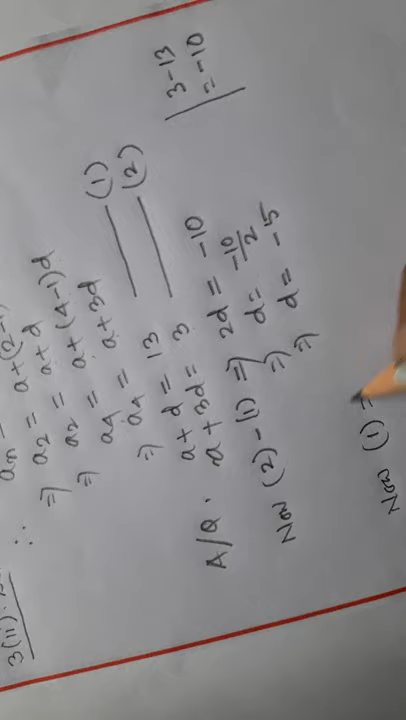 3(ii).
∴ an = a+(2-1
⇒ a2 = a+d
⇒ a2 = a+(4-1)d
a4 = a+3d
⇒ a4 = 13
A/Q. a+d = 3 —— (1)
a+3d = —— (2)
Now (2)-(1) ⇒ 2d = -10
⇒ d = -10/2
⇒ d = -5
Now (1) =
3-13
= -10